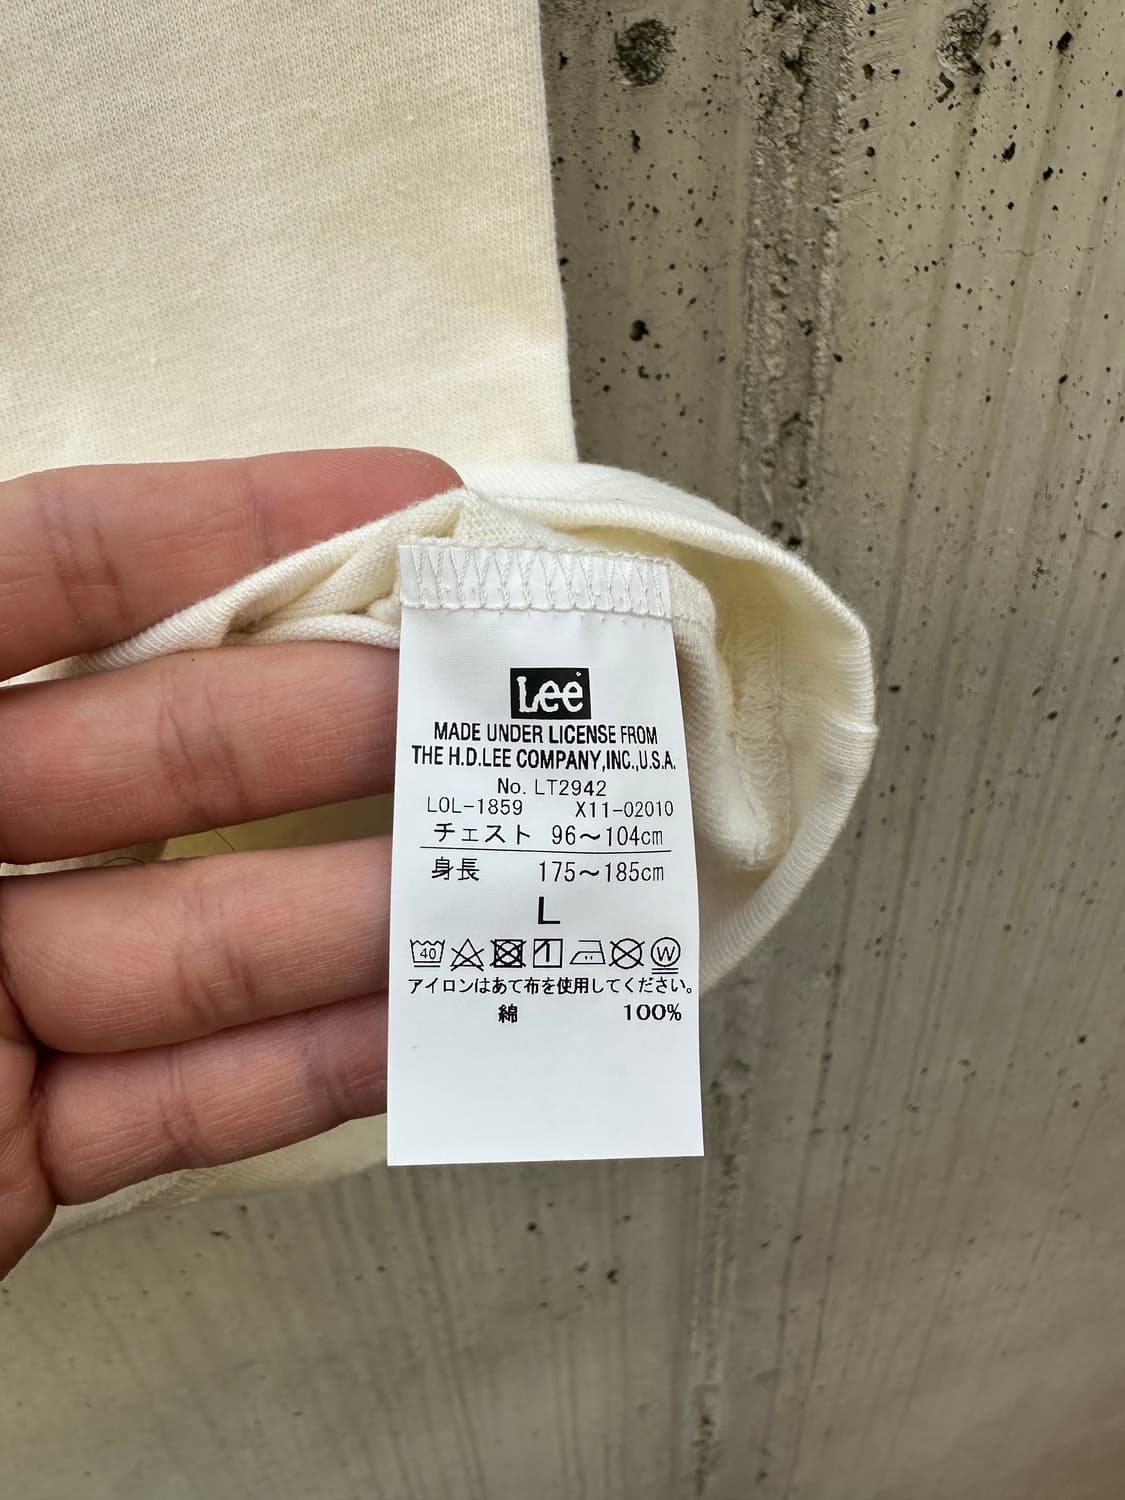 Lee
MADE UNDER LICENSE FROM
THE H.D.LEE COMPANY,INC.,U.S.A.
No. LT2942
LOL-1859 X11-02010
チェスト 96~104cm
身長 175~185cm
L
40 W
アイロンはあて布を使用してください。
綿 100%